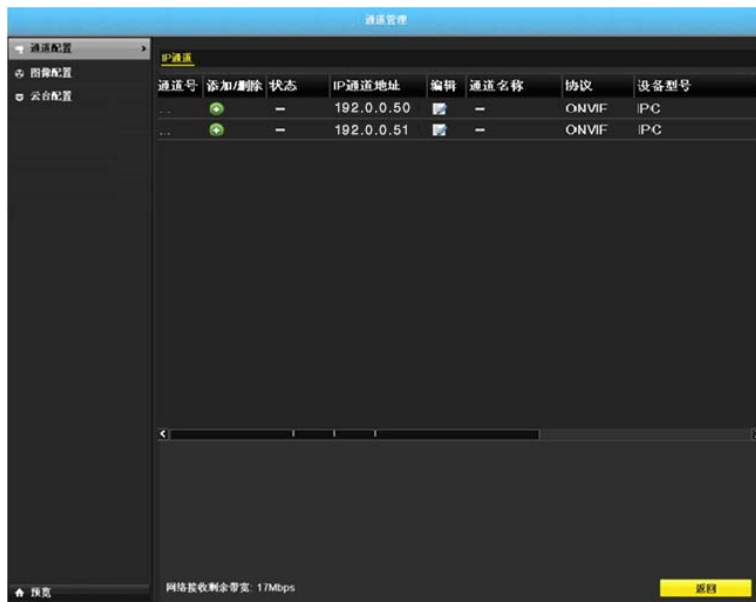 通道管理
通道配置
图像配置
云台配置
IP通道
通道号 添加/删除 状态 IP通道地址 编辑 通道名称 协议 设备型号
... – 192.0.0.50 – ONVIF IPC
... – 192.0.0.51 – ONVIF IPC
网络接收剩余带宽: 17Mbps
预览
返回